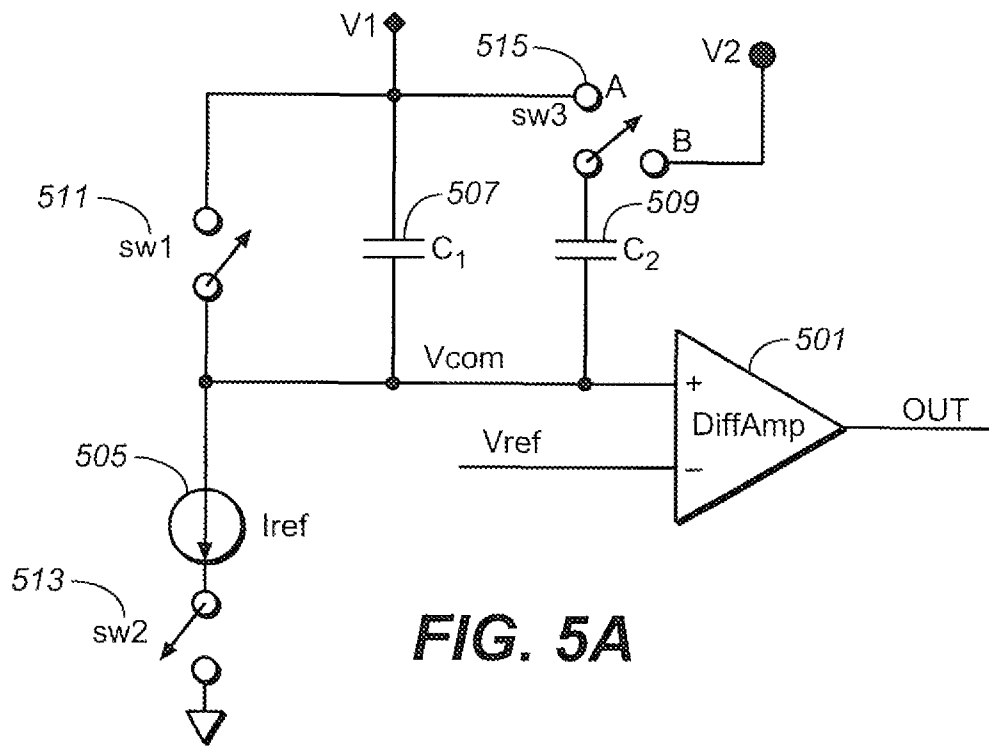 V1
515
V2
A
sw3
B
511
507
509
sw1
C1
C2
Vcom
501
+
DiffAmp
OUT
Vref
−
505
Iref
513
sw2
FIG. 5A